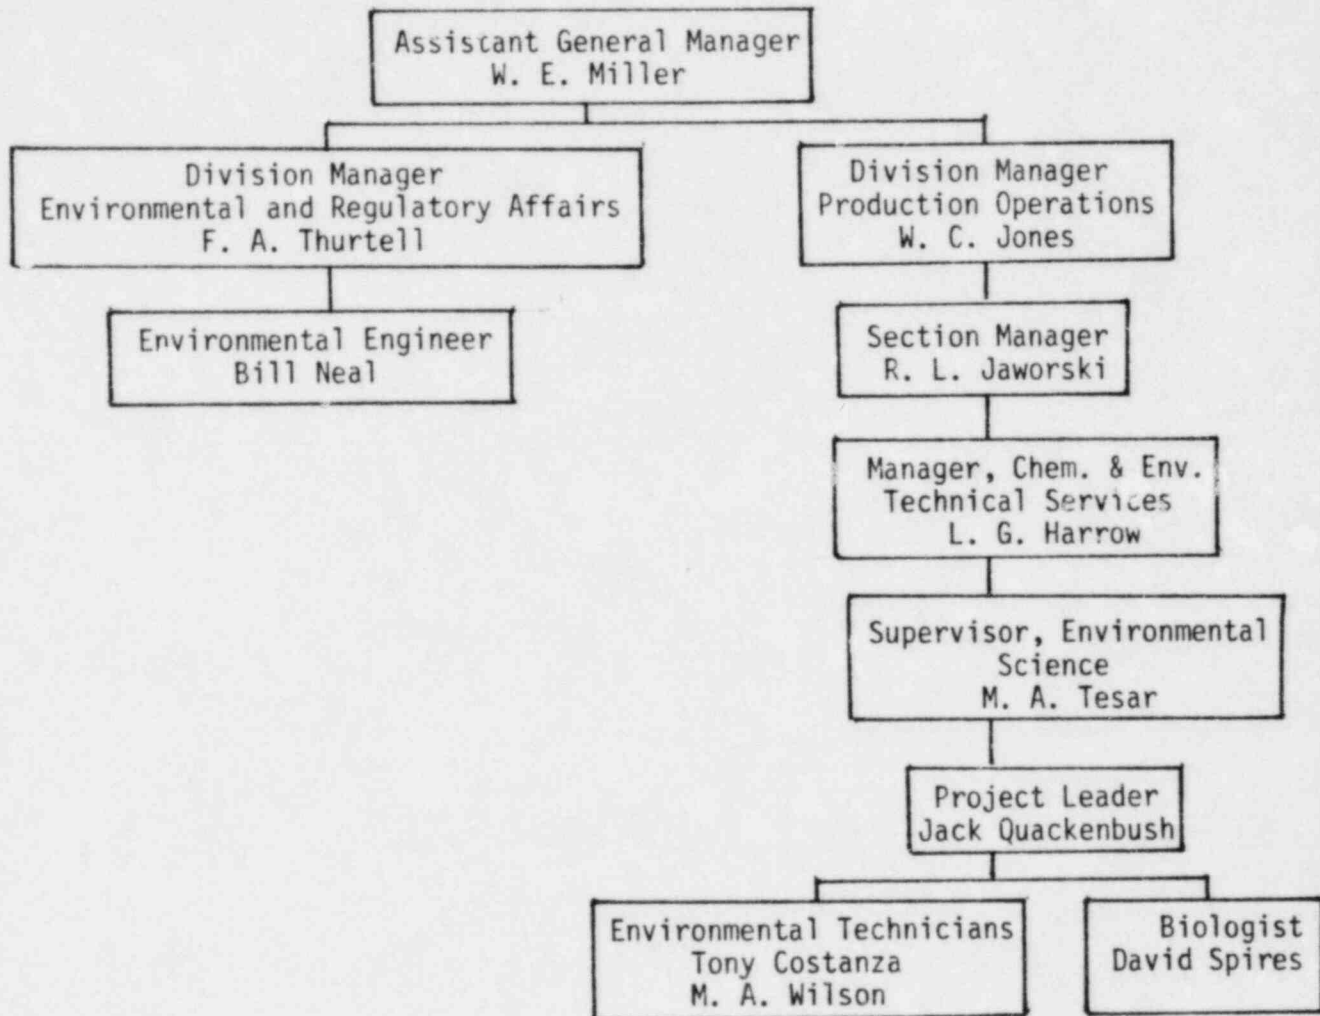 Assistant General Manager
W. E. Miller
Division Manager
Environmental and Regulatory Affairs
F. A. Thurtell
Division Manager
Production Operations
W. C. Jones
Environmental Engineer
Bill Neal
Section Manager
R. L. Jaworski
Manager, Chem. & Env.
Technical Services
L. G. Harrow
Supervisor, Environmental
Science
M. A. Tesar
Project Leader
Jack Quackenbush
Environmental Technicians
Tony Costanza
M. A. Wilson
Biologist
David Spires